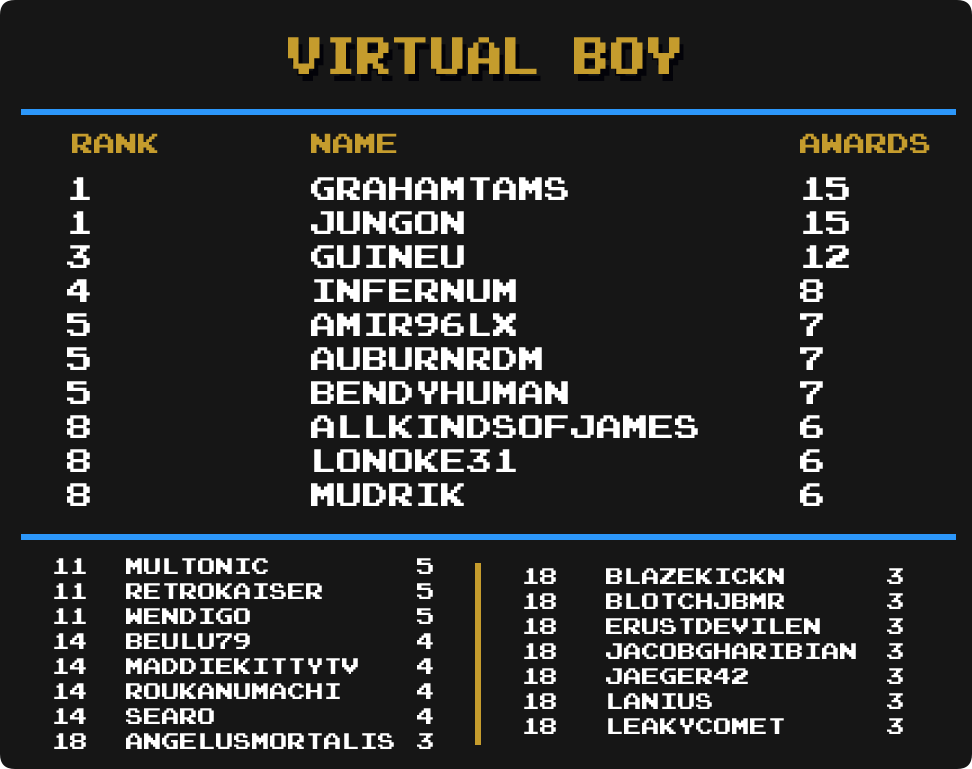 VIRTUAL BOY
RANK NAME AWARDS
1 GRAHAMTAMS 15
1 JUNGON 15
3 GUINEU 12
4 INFERNUM 8
5 AMIR96LX 7
5 AUBURNRDM 7
5 BENDYHUMAN 7
8 ALLKINDSOFJAMES 6
8 LONOKE31 6
8 MUDRIK 6
11 MULTONIC 5
11 RETROKAISER 5
11 WENDIGO 5
14 BEULU79 4
14 MADDIEKITTYTV 4
14 ROUKANUMACHI 4
14 SEARO 4
18 ANGELUSMORTALIS 3
18 BLAZEKICKN 3
18 BLOTCHJBMR 3
18 ERUSTDEVILEN 3
18 JACOBGHARIBIAN 3
18 JAEGER42 3
18 LANIUS 3
18 LEAKYCOMET 3